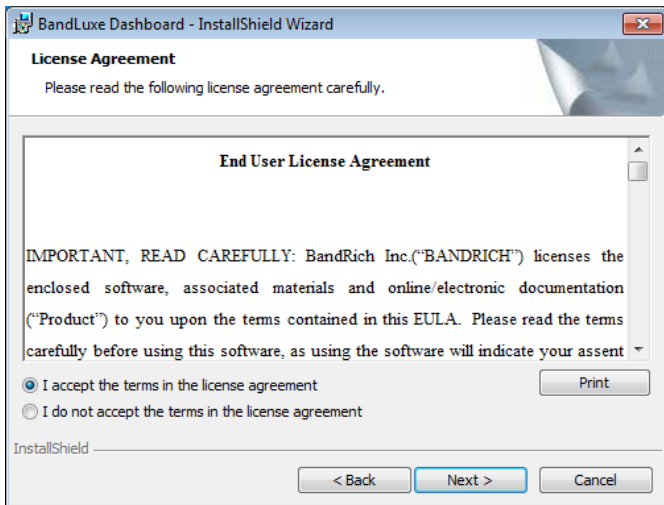 BandLuxe Dashboard - InstallShield Wizard
License Agreement
Please read the following license agreement carefully.
End User License Agreement
IMPORTANT, READ CAREFULLY: BandRich Inc.(“BANDRICH”) licenses the
enclosed software, associated materials and online/electronic documentation
(“Product”) to you upon the terms contained in this EULA. Please read the terms
carefully before using this software, as using the software will indicate your assent
I accept the terms in the license agreement
Print
I do not accept the terms in the license agreement
InstallShield
< Back
Next >
Cancel